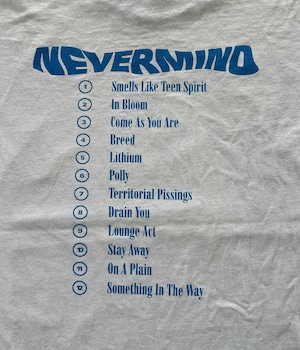 NEVERMIND
1 Smells Like Teen Spirit
2 In Bloom
3 Come As You Are
4 Breed
5 Lithium
6 Polly
7 Territorial Pissings
8 Drain You
9 Lounge Act
10 Stay Away
11 On A Plain
12 Something In The Way